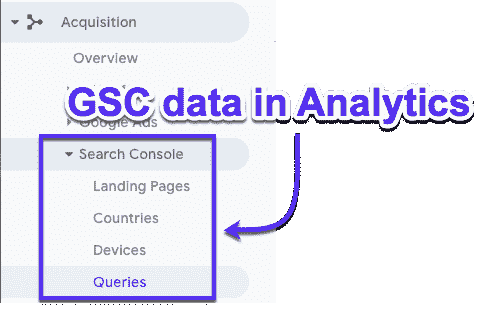 Acquisition
Overview
GSC data in Analytics
Google Ads
Search Console
Landing Pages
Countries
Devices
Queries